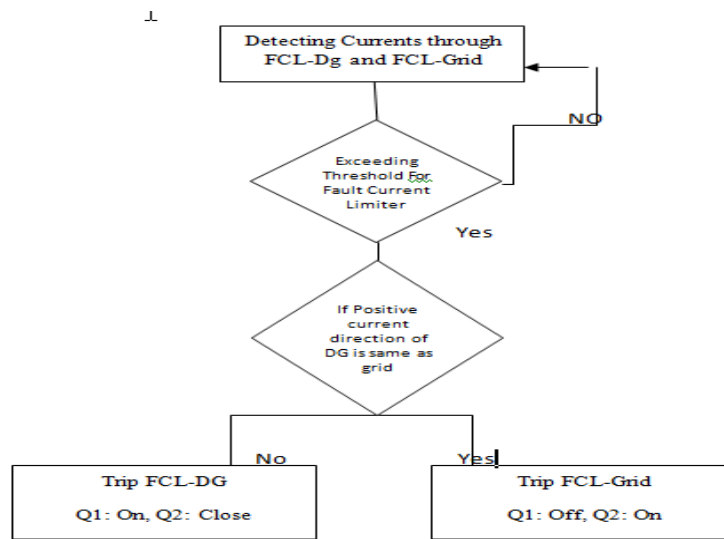 Detecting Currents through
FCL-Dg and FCL-Grid
NO
Exceeding
Threshold For
Fault Current
Limiter
Yes
If Positive
current
direction of
DG is same as
grid
No
Yes
Trip FCL-DG
Q1: On, Q2: Close
Trip FCL-Grid
Q1: Off, Q2: On